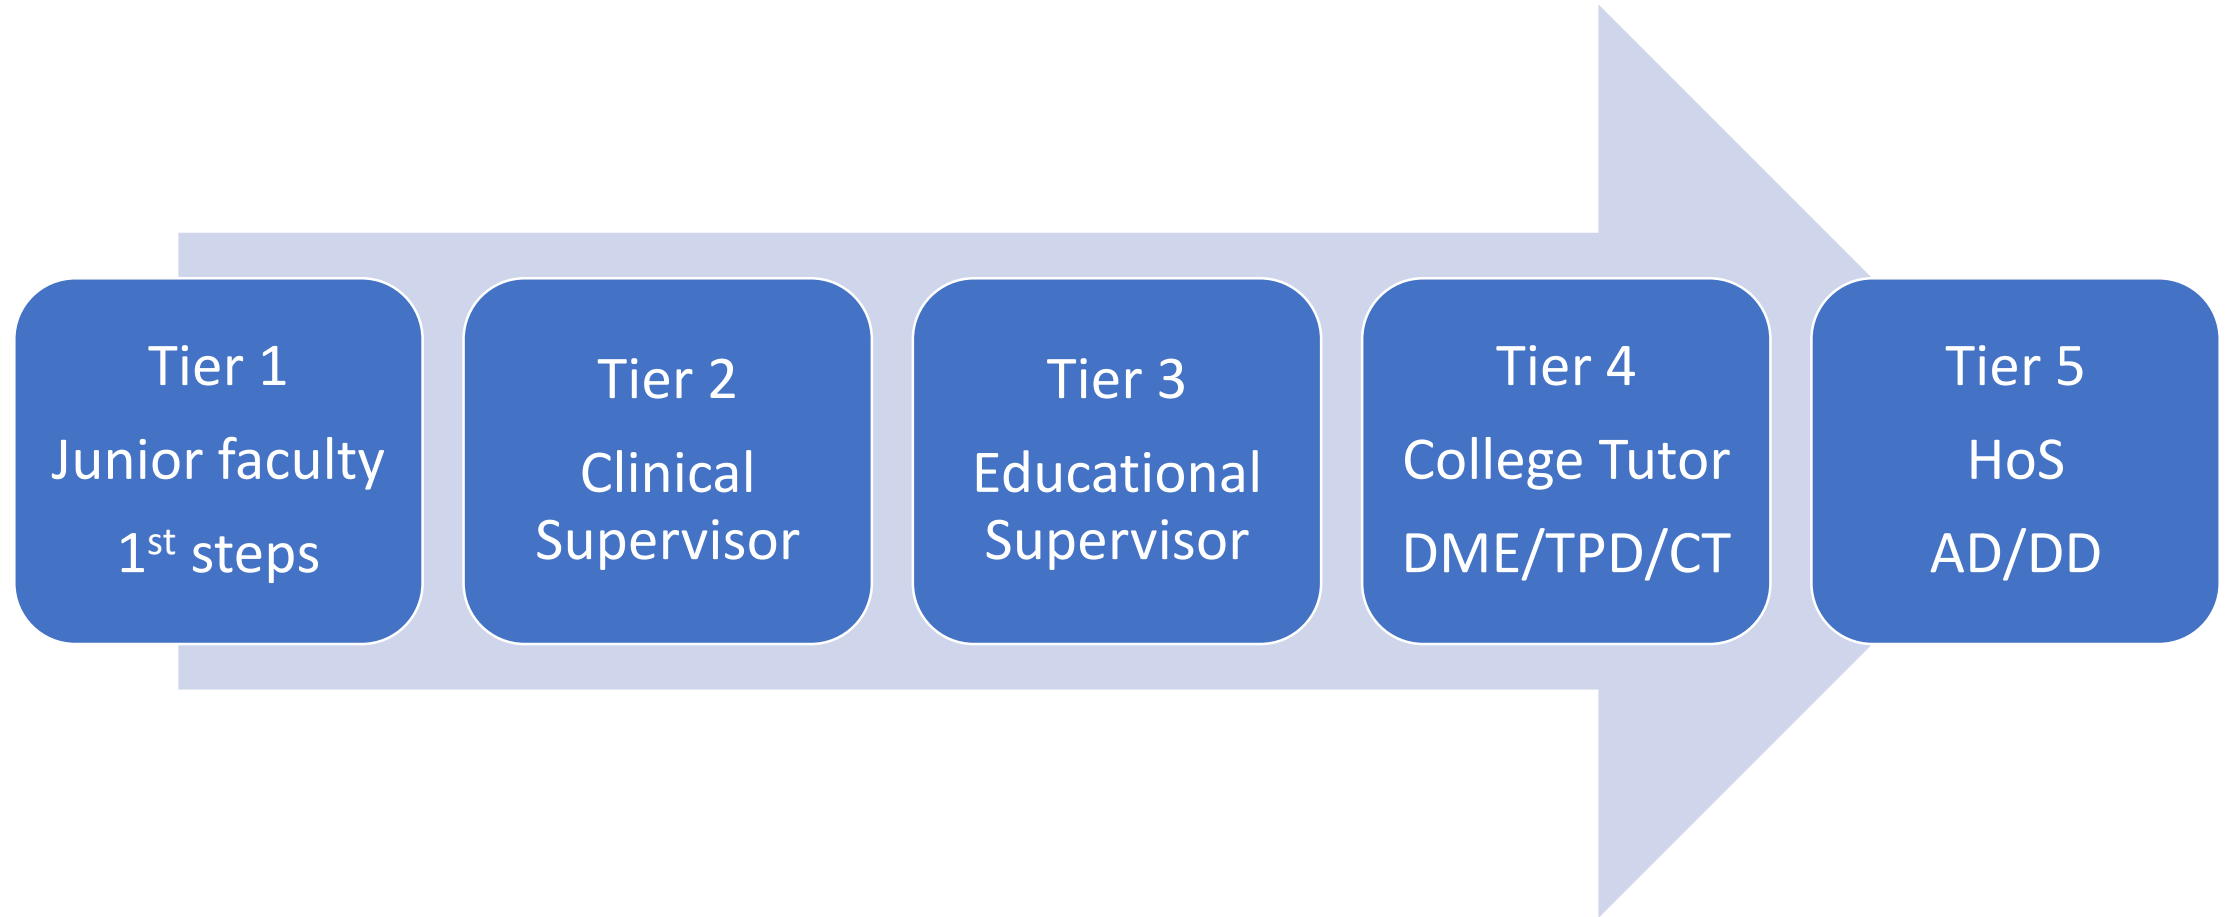 Tier 1
Junior faculty
1st steps
Tier 2
Clinical
Supervisor
Tier 3
Educational
Supervisor
Tier 4
College Tutor
DME/TPD/CT
Tier 5
HoS
AD/DD